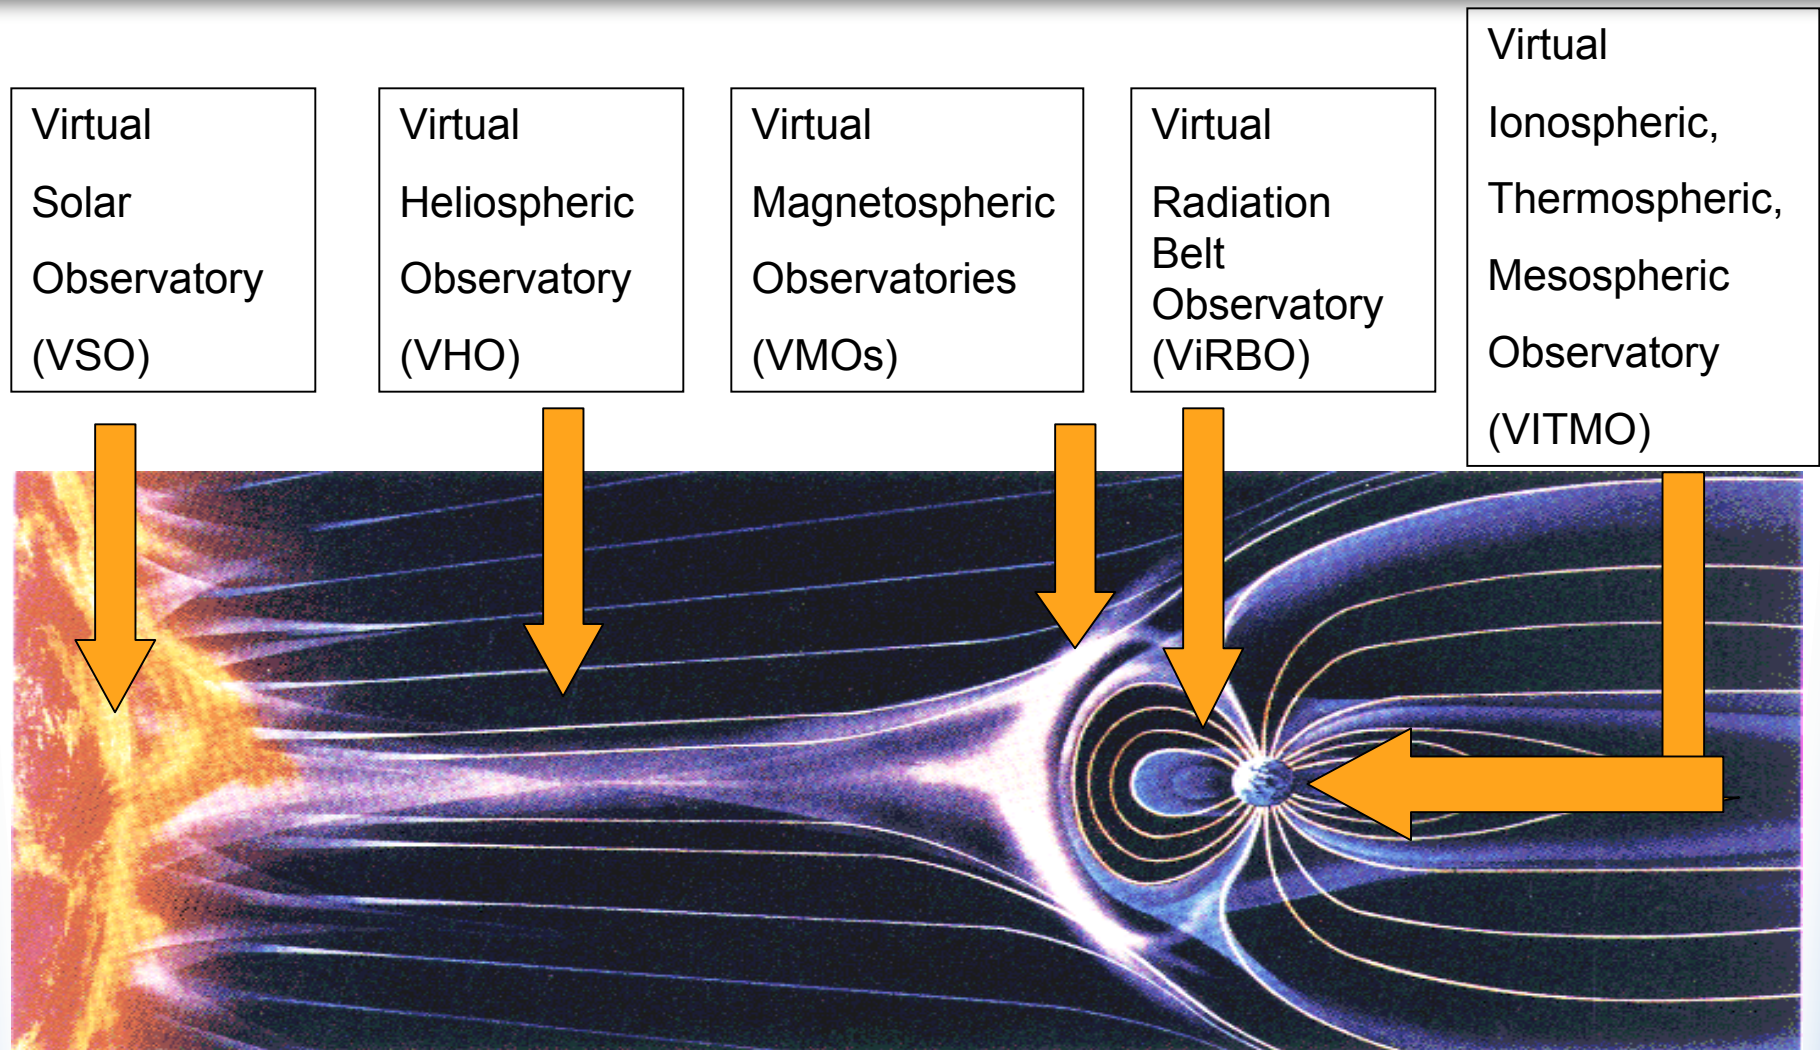 Virtual
Solar
Observatory
(VSO)
Virtual
Heliospheric
Observatory
(VHO)
Virtual
Magnetospheric
Observatories
(VMOs)
Virtual
Radiation
Belt
Observatory
(ViRBO)
Virtual
Ionospheric,
Thermospheric,
Mesospheric
Observatory
(VITMO)